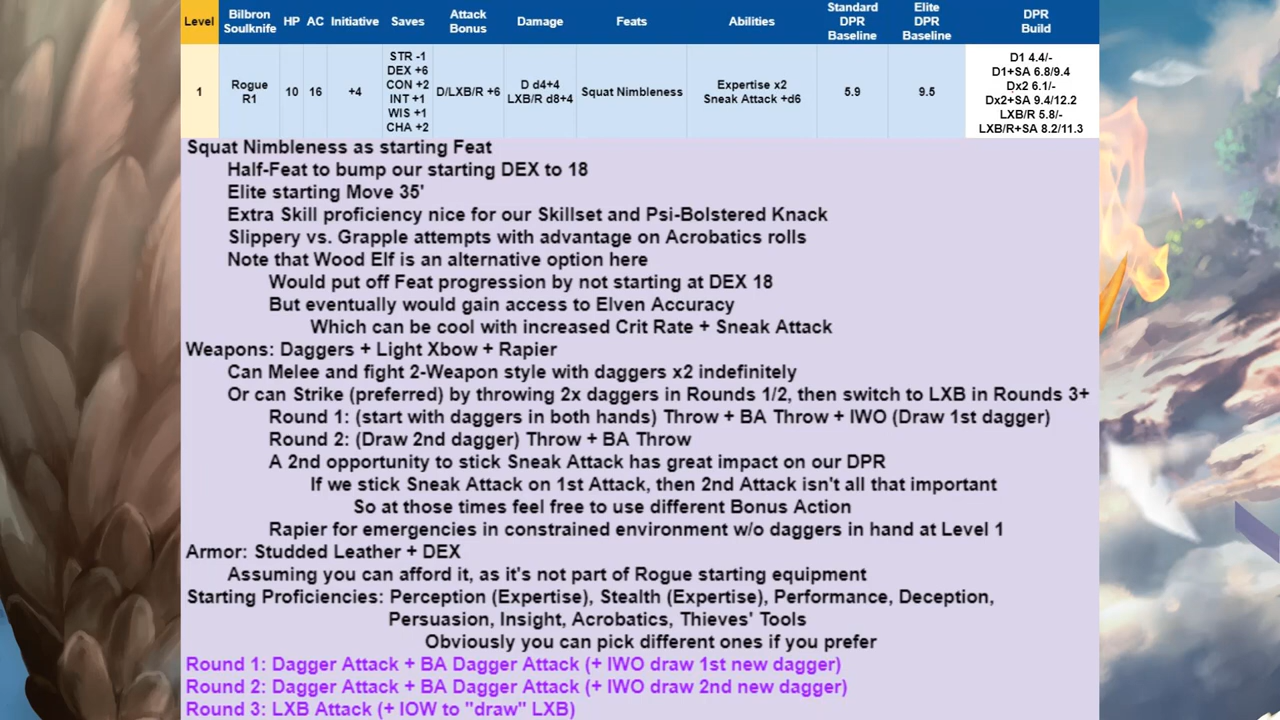 Level
Bilbron Soulknife
HP
AC
Initiative
Saves
Attack Bonus
Damage
Feats
Abilities
Standard DPR Baseline
Elite DPR Baseline
DPR Build
1
Rogue R1
10
16
+4
STR -1
DEX +6
CON +2
INT +1
WIS +1
CHA +2
D/LXB/R +6
D d4+4
LXB/R d8+4
Squat Nimbleness
Expertise x2
Sneak Attack +d6
5.9
9.5
D1 4.4/-
D1+SA 6.8/9.4
Dx2 6.1/-
Dx2+SA 9.4/12.2
LXB/R 5.8/-
LXB/R+SA 8.2/11.3
Squat Nimbleness as starting Feat
Half-Feat to bump our starting DEX to 18
Elite starting Move 35'
Extra Skill proficiency nice for our Skillset and Psi-Bolstered Knack
Slippery vs. Grapple attempts with advantage on Acrobatics rolls
Note that Wood Elf is an alternative option here
Would put off Feat progression by not starting at DEX 18
But eventually would gain access to Elven Accuracy
Which can be cool with increased Crit Rate + Sneak Attack
Weapons: Daggers + Light Xbow + Rapier
Can Melee and fight 2-Weapon style with daggers x2 indefinitely
Or can Strike (preferred) by throwing 2x daggers in Rounds 1/2, then switch to LXB in Rounds 3+
Round 1: (start with daggers in both hands) Throw + BA Throw + IWO (Draw 1st dagger)
Round 2: (Draw 2nd dagger) Throw + BA Throw
A 2nd opportunity to stick Sneak Attack has great impact on our DPR
If we stick Sneak Attack on 1st Attack, then 2nd Attack isn't all that important
So at those times feel free to use different Bonus Action
Rapier for emergencies in constrained environment w/o daggers in hand at Level 1
Armor: Studded Leather + DEX
Assuming you can afford it, as it's not part of Rogue starting equipment
Starting Proficiencies: Perception (Expertise), Stealth (Expertise), Performance, Deception,
Persuasion, Insight, Acrobatics, Thieves' Tools
Obviously you can pick different ones if you prefer
Round 1: Dagger Attack + BA Dagger Attack (+ IWO draw 1st new dagger)
Round 2: Dagger Attack + BA Dagger Attack (+ IWO draw 2nd new dagger)
Round 3: LXB Attack (+ IOW to "draw" LXB)